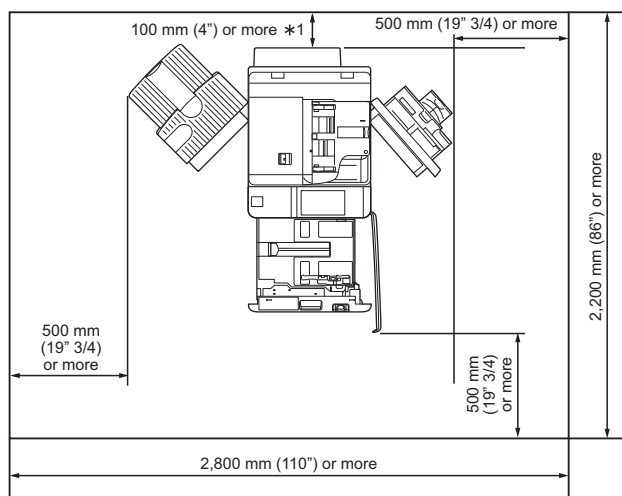 100 mm (4”) or more ∗1
500 mm (19” 3/4) or more
2,200 mm (86”) or more
500 mm
(19” 3/4)
or more
500 mm
(19” 3/4)
or more
2,800 mm (110”) or more